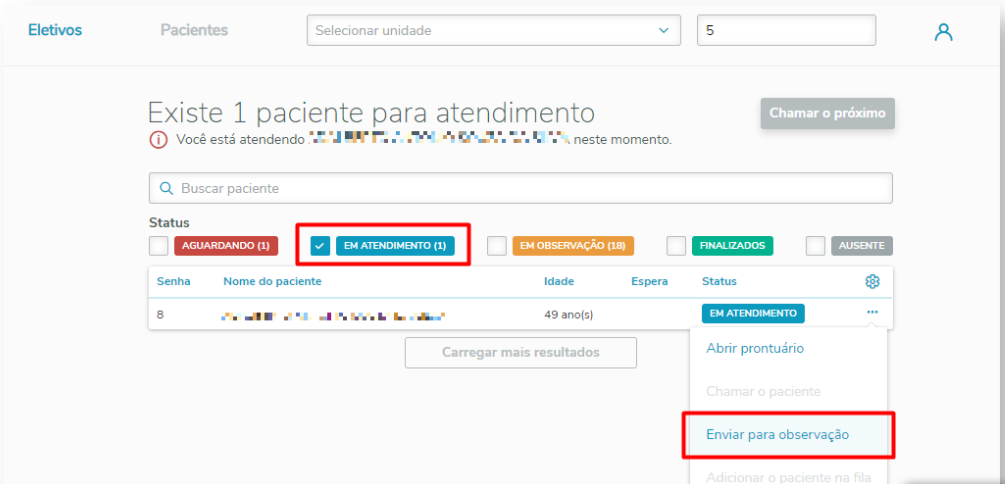 Eletivos Pacientes Selecionar unidade 5
Existe 1 paciente para atendimento
Chamar o próximo
Você está atendendo neste momento.
Buscar paciente
Status
AGUARDANDO (1) EM ATENDIMENTO (1) EM OBSERVAÇÃO (18) FINALIZADOS AUSENTE
Senha Nome do paciente Idade Espera Status
8 49 ano(s) EM ATENDIMENTO ...
Carregar mais resultados
Abrir prontuário
Chamar o paciente
Enviar para observação
Adicionar o paciente na fila